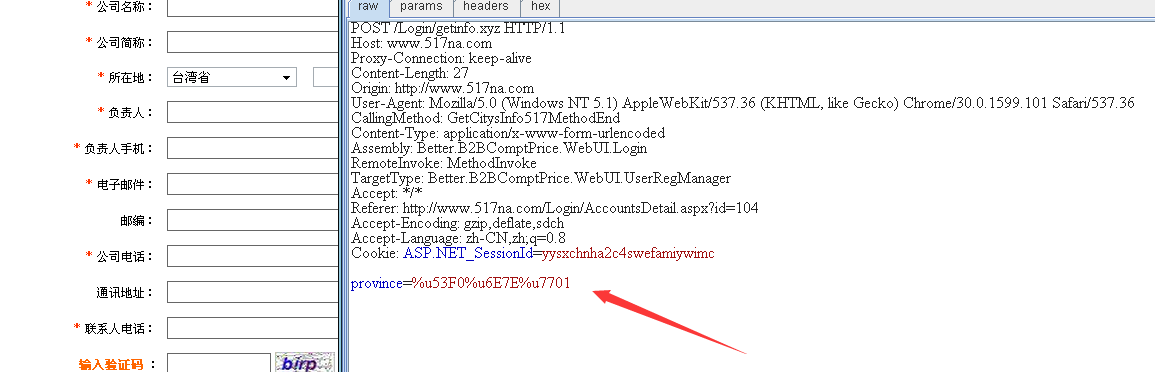 * 公司名称：
* 公司简称：
* 所在地： 台湾省
* 负责人：
* 负责人手机：
* 电子邮件：
邮编：
* 公司电话：
通讯地址：
* 联系人电话：
输入验证码 ： birp
raw params headers hex
POST /Login/getinfo.xyz HTTP/1.1
Host: www.517na.com
Proxy-Connection: keep-alive
Content-Length: 27
Origin: http://www.517na.com
User-Agent: Mozilla/5.0 (Windows NT 5.1) AppleWebKit/537.36 (KHTML, like Gecko) Chrome/30.0.1599.101 Safari/537.36
CallingMethod: GetCitysInfo517MethodEnd
Content-Type: application/x-www-form-urlencoded
Assembly: Better.B2BComptPrice.WebUI.Login
RemoteInvoke: MethodInvoke
TargetType: Better.B2BComptPrice.WebUI.UserRegManager
Accept: */*
Referer: http://www.517na.com/Login/AccountsDetail.aspx?id=104
Accept-Encoding: gzip,deflate,sdch
Accept-Language: zh-CN,zh;q=0.8
Cookie: ASP.NET_SessionId=yysxchnha2c4swefamiywimc
province=%u53F0%u6E7E%u7701